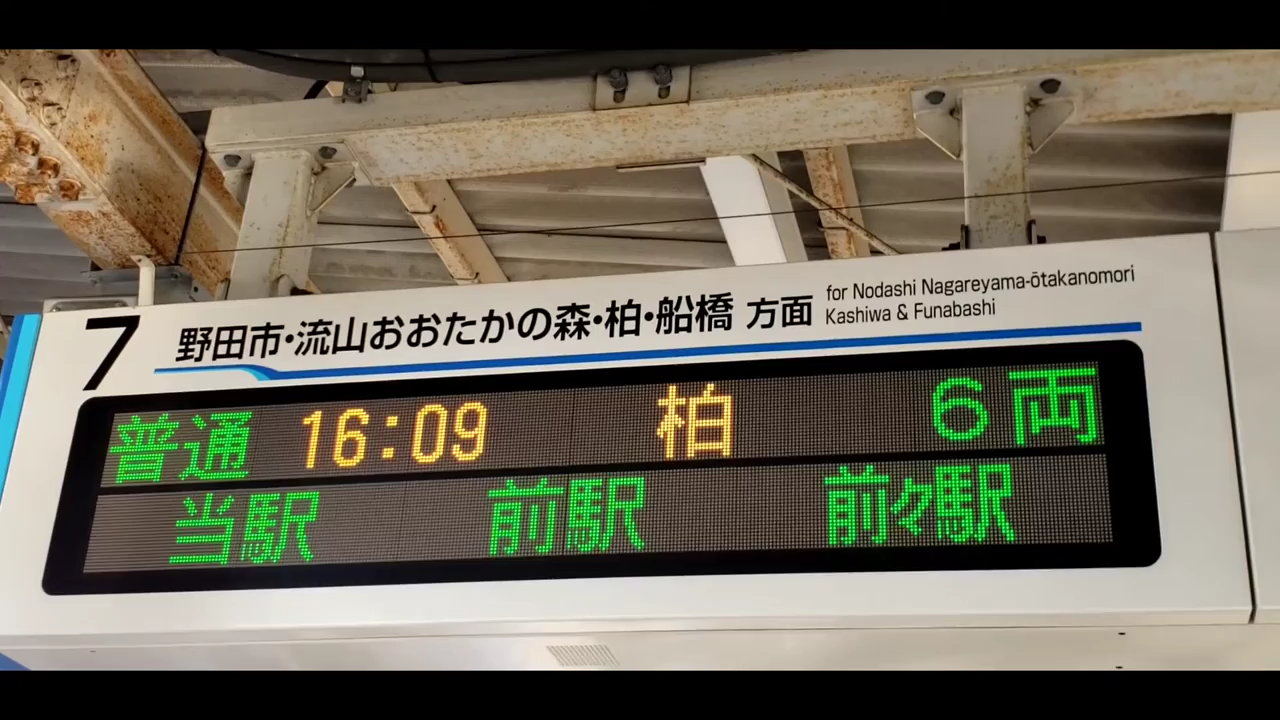 7 野田市・流山おおたかの森・柏・船橋 方面
for Nodashi Nagareyama-ōtakanomori
Kashiwa & Funabashi
普通 16:09 柏 6両
当駅 前駅 前々駅